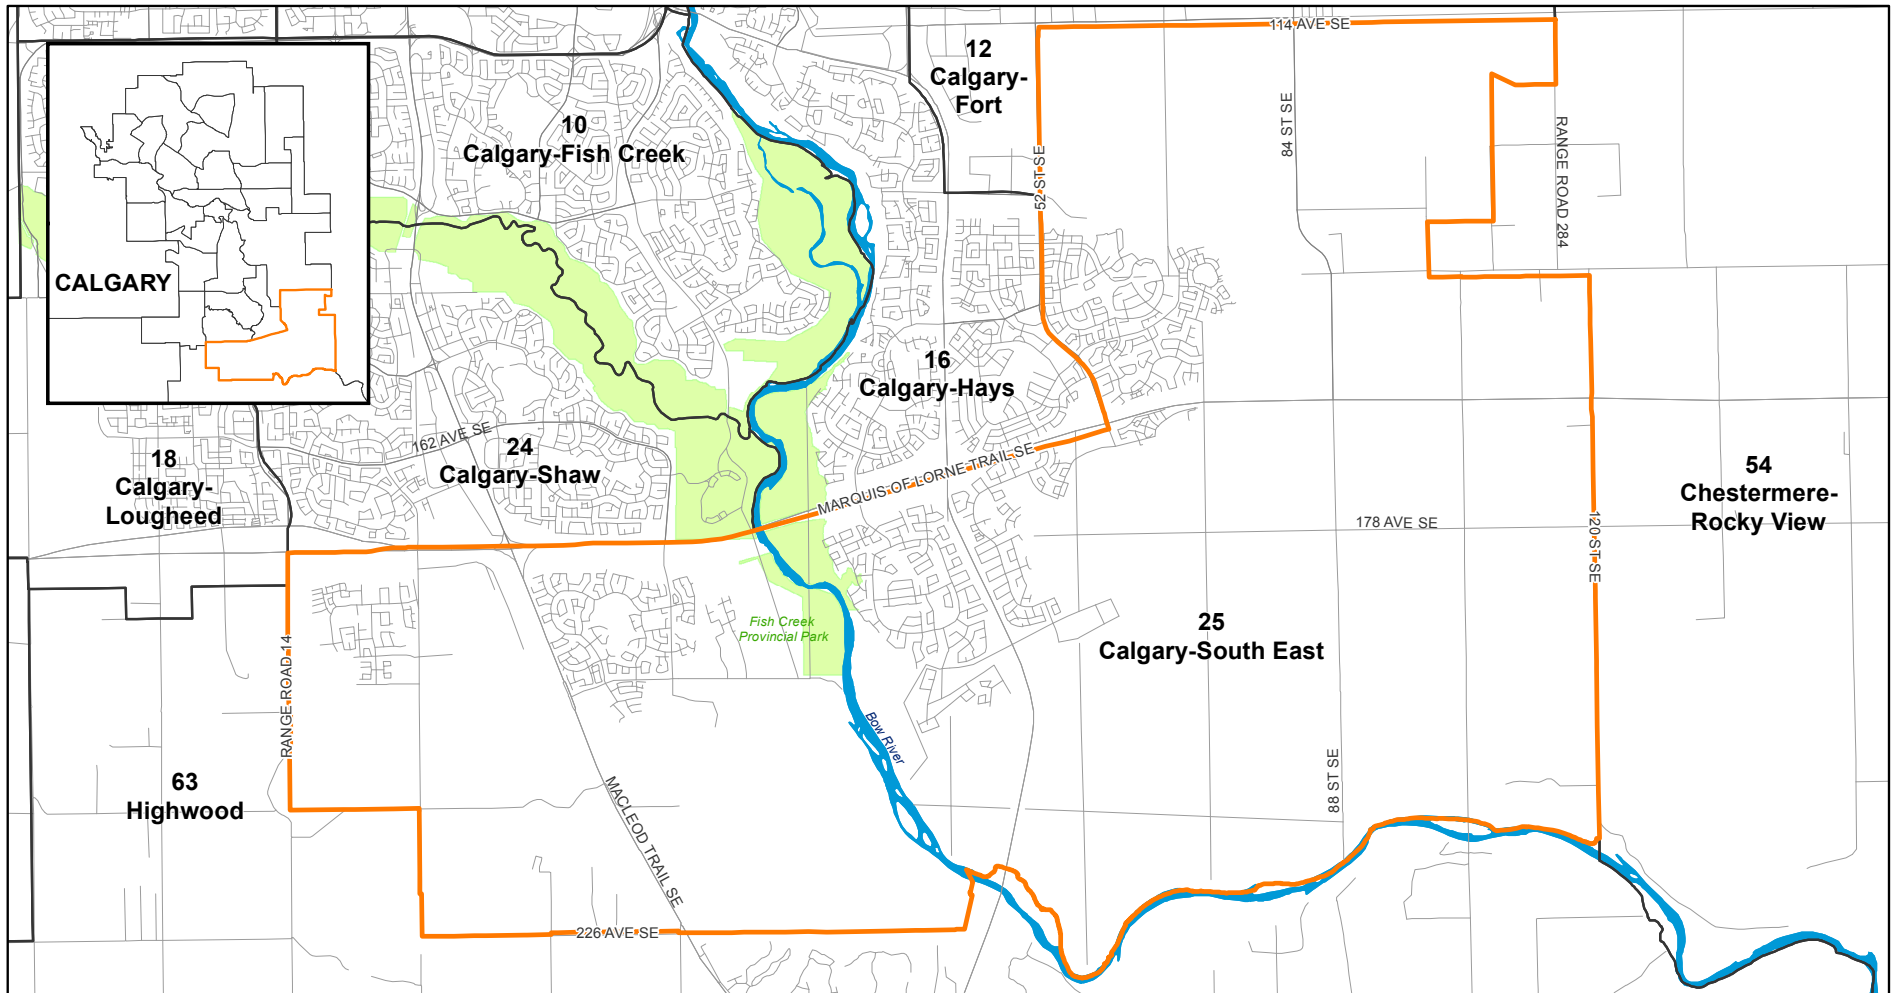 114 AVE SE
12
Calgary-
Fort
84 ST SE
10
Calgary-Fish Creek
RANGE ROAD 284
52 ST SE
CALGARY
16
Calgary-Hays
162 AVE SE
24
Calgary-Shaw
18
Calgary-
Lougheed
MARQUIS OF LORNE TRAIL SE
54
Chestermere-
Rocky View
178 AVE SE
120 ST SE
Fish Creek
Provincial Park
25
Calgary-South East
RANGE ROAD 14
Bow River
63
Highwood
88 ST SE
MACLEOD TRAIL SE
226 AVE SE